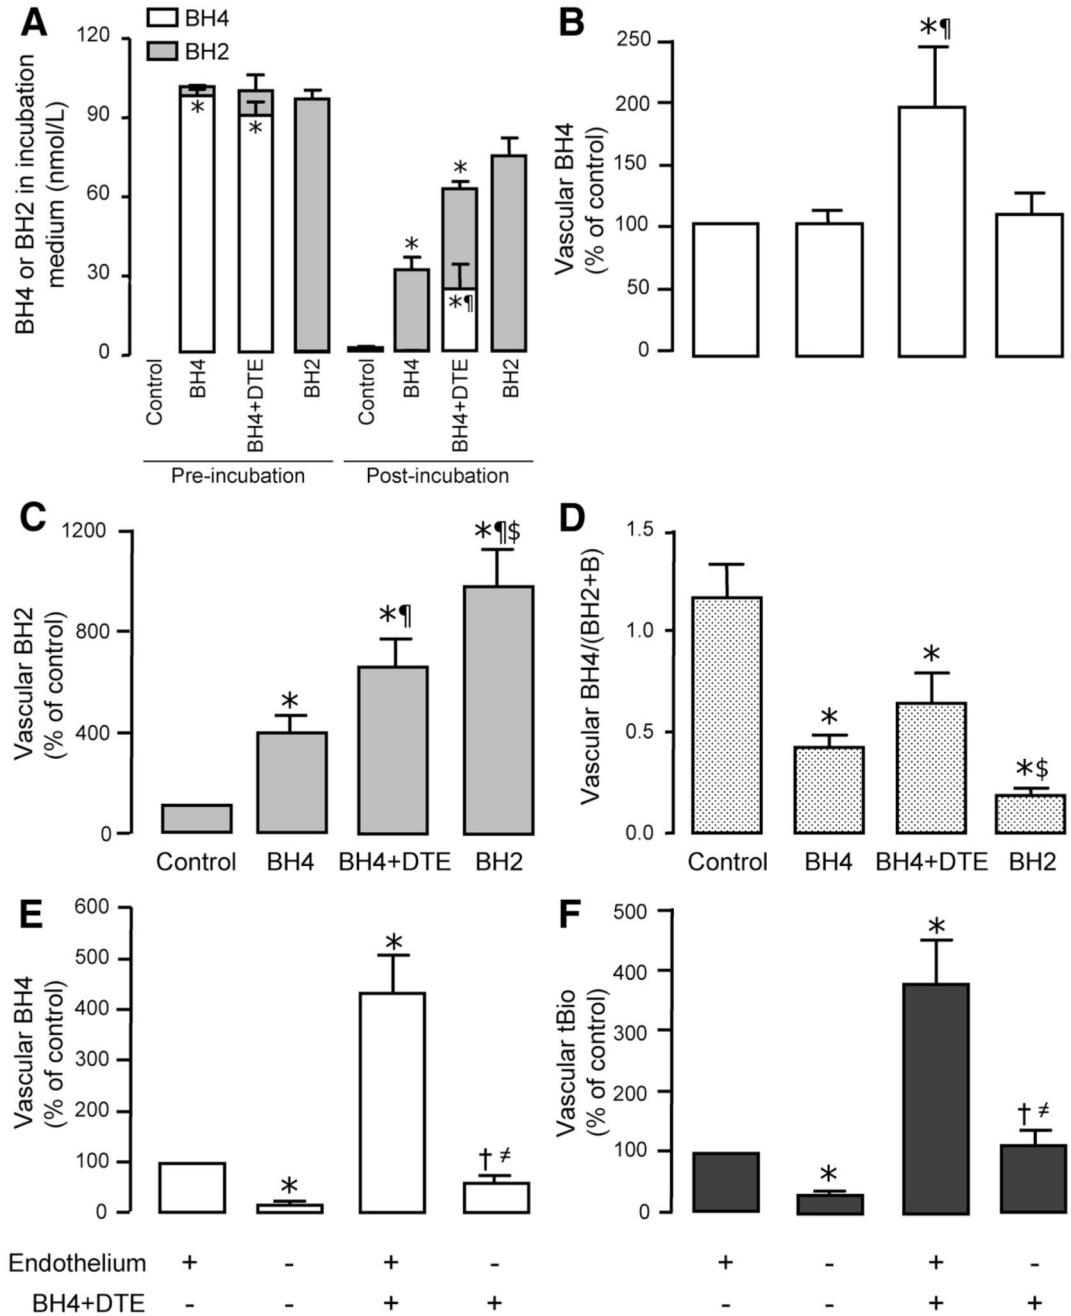 A
BH4
BH2
BH4 or BH2 in incubation
medium (nmol/L)
120
90
60
30
0
*
*
*
*
*¶
Control
BH4
BH4+DTE
BH2
Control
BH4
BH4+DTE
BH2
Pre-incubation
Post-incubation
B
Vascular BH4
(% of control)
250
200
150
100
50
0
*¶
C
Vascular BH2
(% of control)
1200
800
400
0
*
*¶
*¶$
Control
BH4
BH4+DTE
BH2
D
Vascular BH4/(BH2+B)
1.5
1.0
0.5
0.0
*
*
*$
Control
BH4
BH4+DTE
BH2
E
Vascular BH4
(% of control)
600
500
400
300
200
100
0
*
*
† ≠
F
Vascular tBio
(% of control)
500
400
300
200
100
0
*
*
† ≠
Endothelium + - + - + - + -
BH4+DTE - - + + - - + +